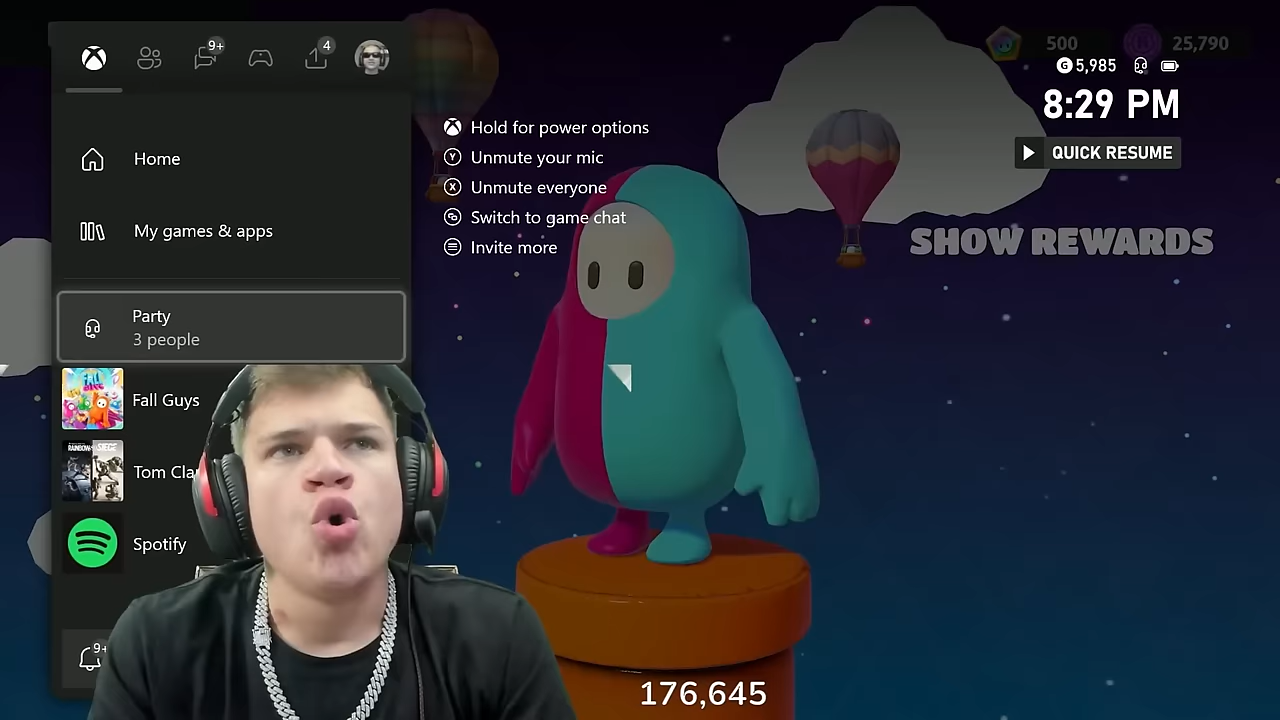 9+
4
Home
My games & apps
Party
3 people
Fall Guys
Tom Cla
Spotify
9+
Hold for power options
Unmute your mic
Unmute everyone
Switch to game chat
Invite more
500
25,790
5,985
8:29 PM
QUICK RESUME
SHOW REWARDS
176,645